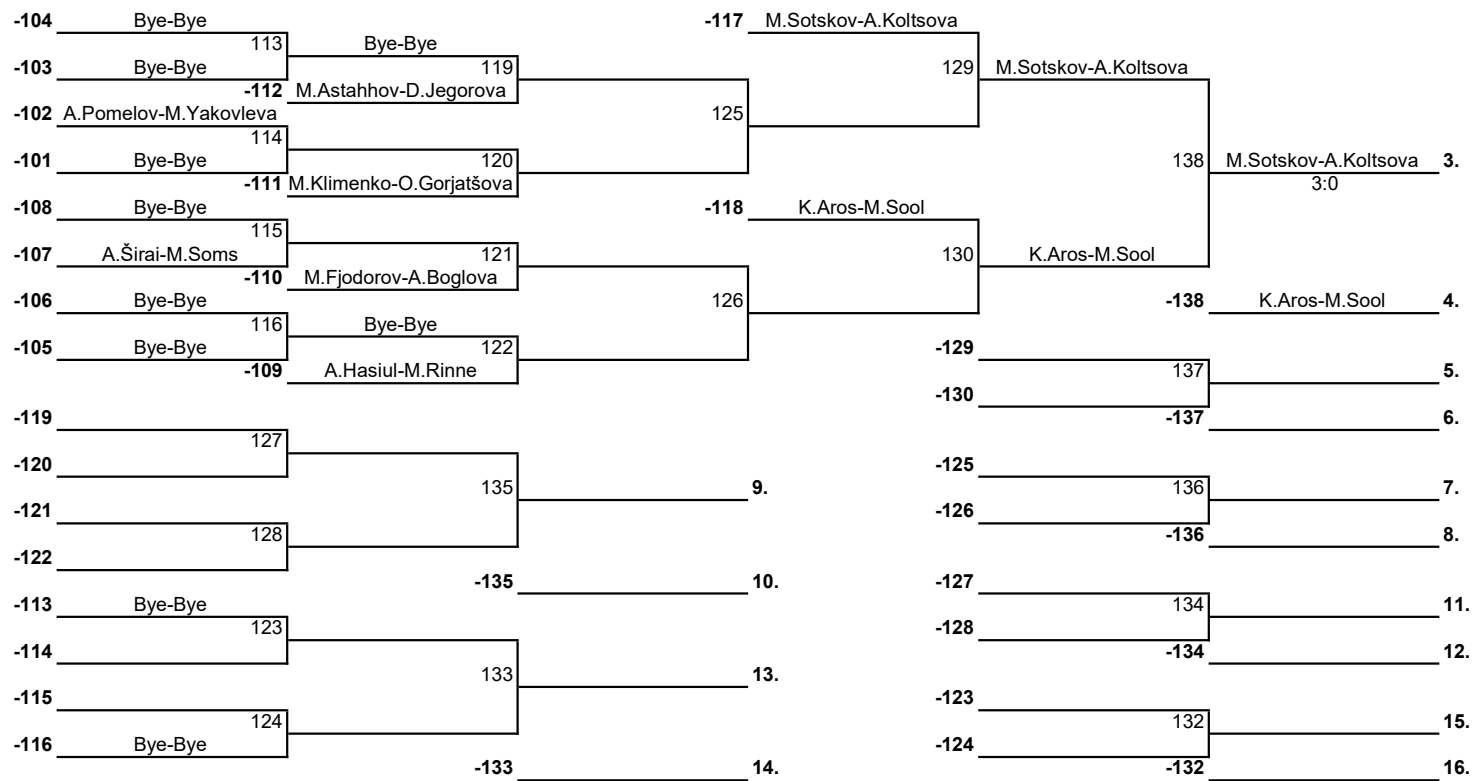 -104 Bye-Bye -117 M.Sotskov-A.Koltsova
113 Bye-Bye
-103 Bye-Bye 119 129 M.Sotskov-A.Koltsova
-112 M.Astahhov-D.Jegorova
-102 A.Pomelov-M.Yakovleva 125
114
-101 Bye-Bye 120 138 M.Sotskov-A.Koltsova 3.
-111 M.Klimenko-O.Gorjatšova 3:0
-108 Bye-Bye -118 K.Aros-M.Sool
115
-107 A.Širai-M.Soms 121 130 K.Aros-M.Sool
-110 M.Fjodorov-A.Boglova
-106 Bye-Bye 126 -138 K.Aros-M.Sool 4.
116 Bye-Bye
-105 Bye-Bye 122 -129
-109 A.Hasiul-M.Rinne 137 5.
-130
-119 -137 6.
127
-120 -125
135 9. 136 7.
-121 -126
128 -136 8.
-122
-135 10. -127
-113 Bye-Bye 134 11.
123 -128
-114 -134 12.
133 13.
-115 -123
124 132 15.
-116 Bye-Bye -124
-133 14. -132 16.